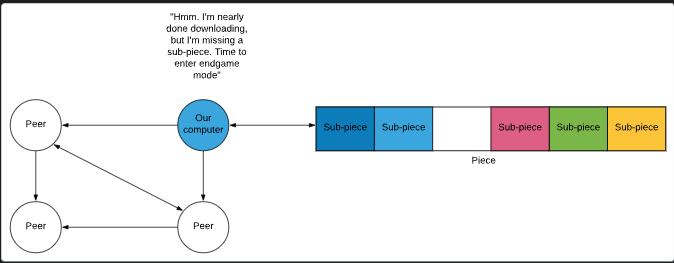 "Hmm. I'm nearly
done downloading,
but I'm missing a
sub-piece. Time to
enter endgame
mode"
Peer
Our
computer
Sub-piece
Sub-piece
Sub-piece
Sub-piece
Sub-piece
Piece
Peer
Peer